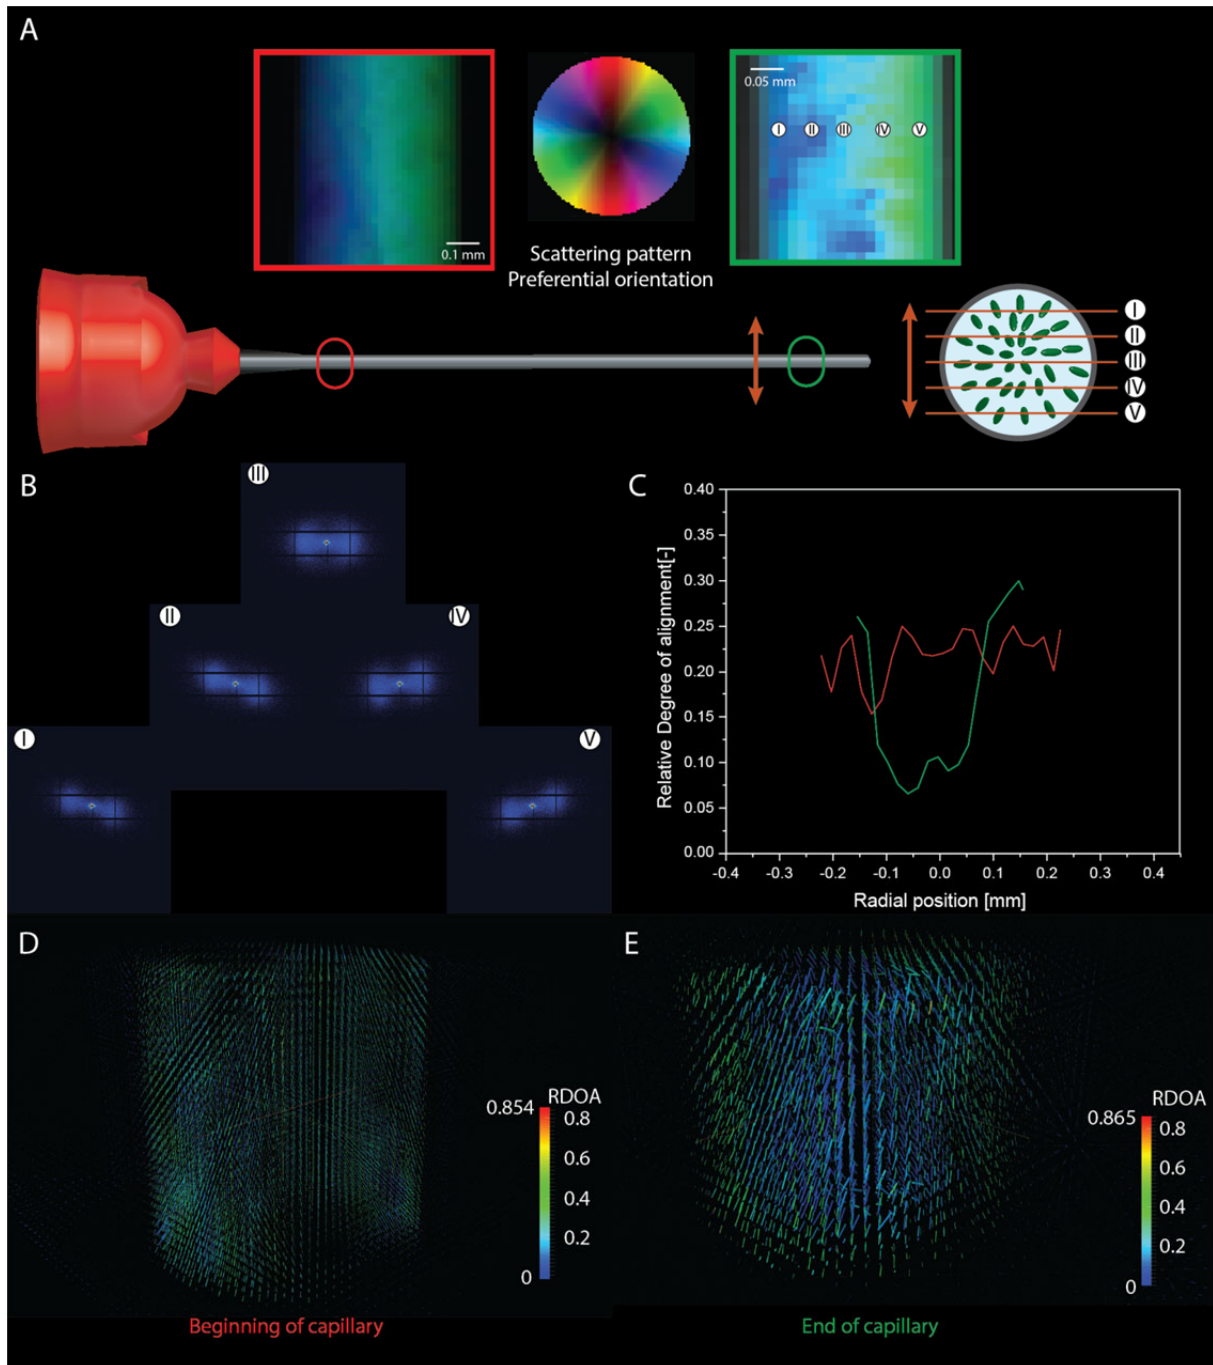 A
0.1 mm
Scattering pattern
Preferential orientation
0.05 mm
I II III IV V
I
II
III
IV
V
B
III
II
IV
I
V
C
Relative Degree of alignment[-]
0.40
0.35
0.30
0.25
0.20
0.15
0.10
0.05
0.00
-0.4 -0.3 -0.2 -0.1 0.0 0.1 0.2 0.3 0.4
Radial position [mm]
D
RDOA
0.854
0.8
0.6
0.4
0.2
0
Beginning of capillary
E
RDOA
0.865
0.8
0.6
0.4
0.2
0
End of capillary